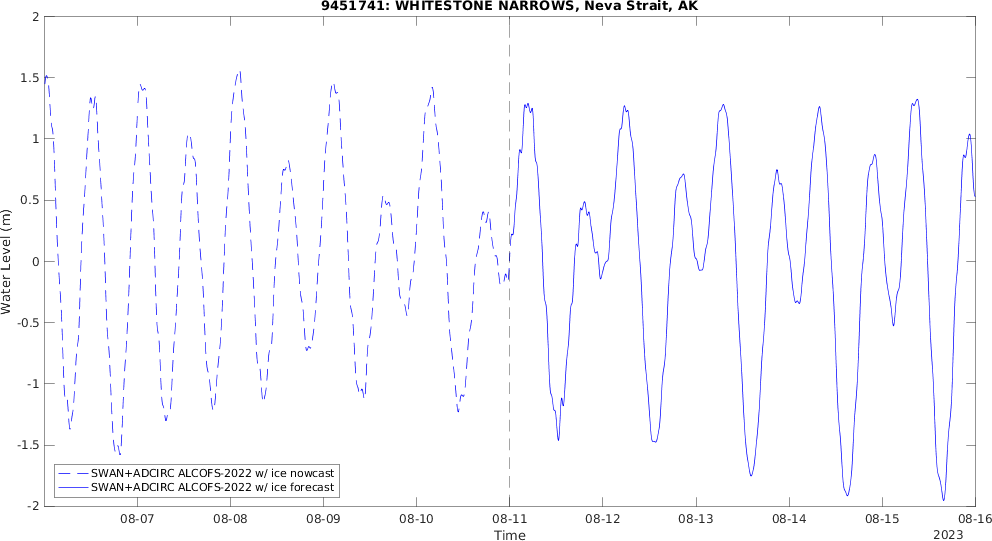 9451741: WHITESTONE NARROWS, Neva Strait, AK
Water Level (m)
2
1.5
1
0.5
0
-0.5
-1
-1.5
-2
SWAN+ADCIRC ALCOFS-2022 w/ ice nowcast
SWAN+ADCIRC ALCOFS-2022 w/ ice forecast
08-07 08-08 08-09 08-10 08-11 08-12 08-13 08-14 08-15 08-16
Time
2023